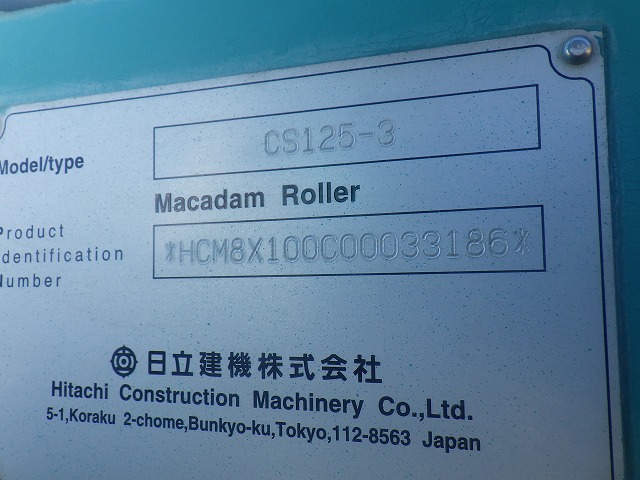 Model/type
CS125-3
Macadam Roller
Product
Identification
Number
*HCM8X100C00033186*
日立建機株式会社
Hitachi Construction Machinery Co.,Ltd.
5-1,Koraku 2-chome,Bunkyo-ku,Tokyo,112-8563 Japan